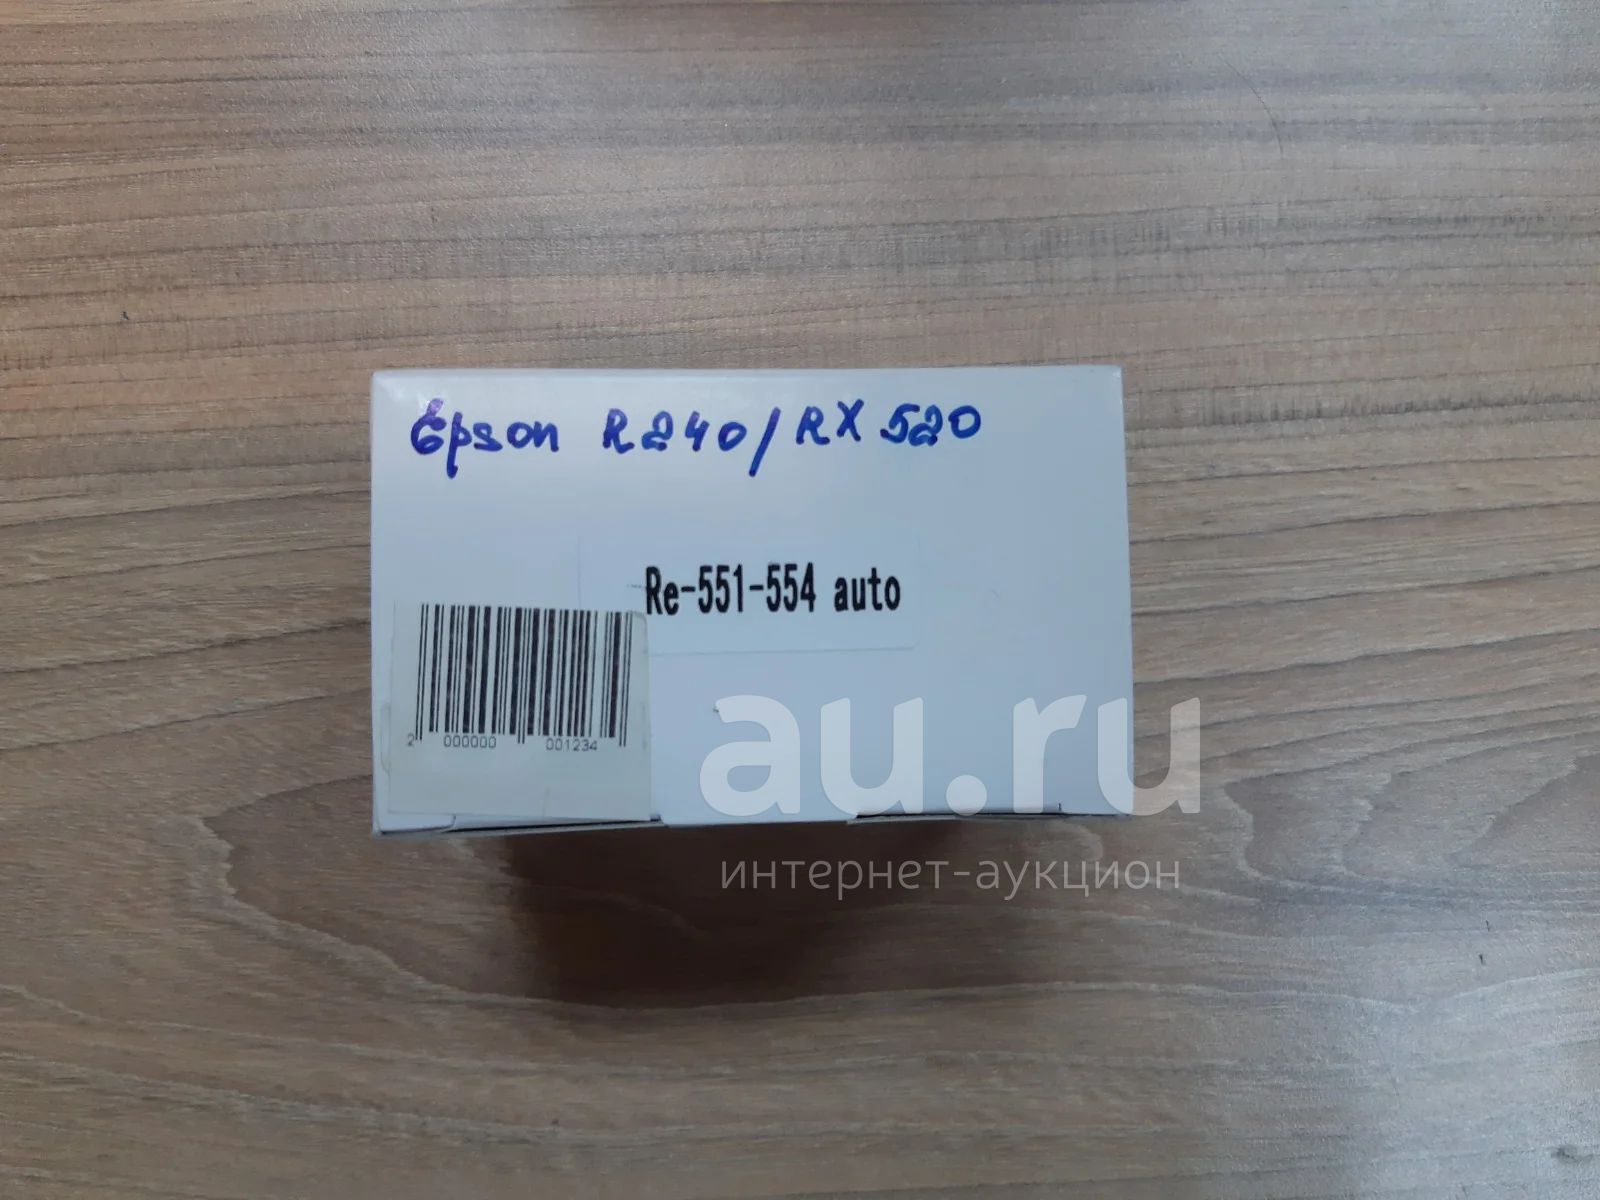 Epson R240/RX520
Re-551-554 auto
2 000000 001234
au.ru
интернет-аукцион